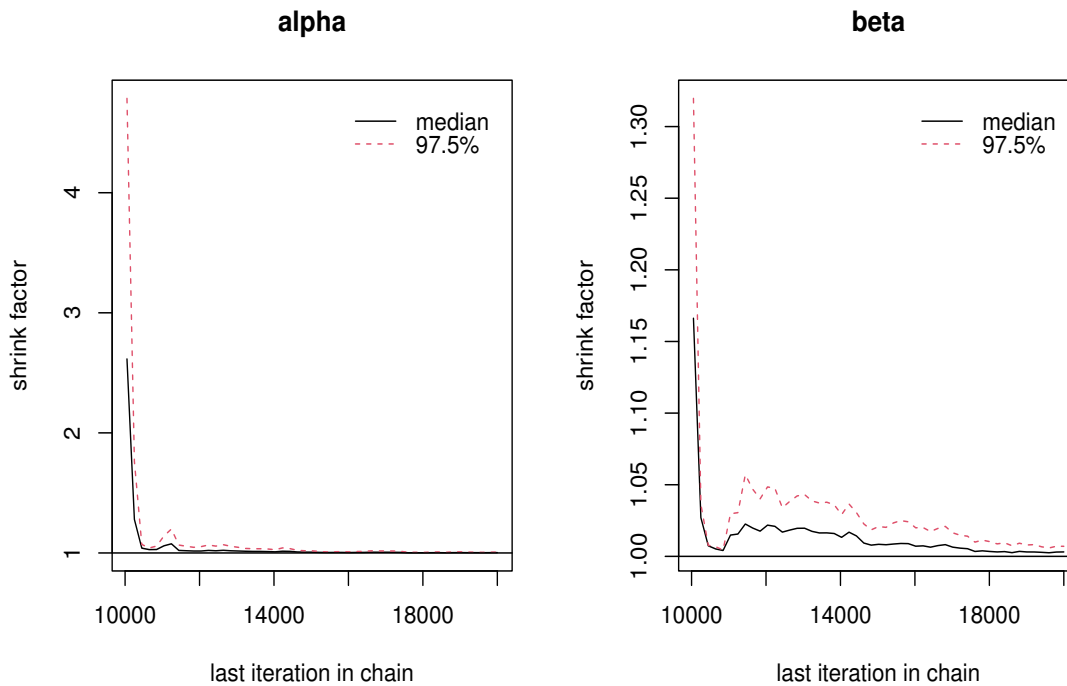 alpha
shrink factor
4
3
2
1
median
97.5%
10000
14000
18000
last iteration in chain
beta
shrink factor
1.30
1.25
1.20
1.15
1.10
1.05
1.00
median
97.5%
10000
14000
18000
last iteration in chain